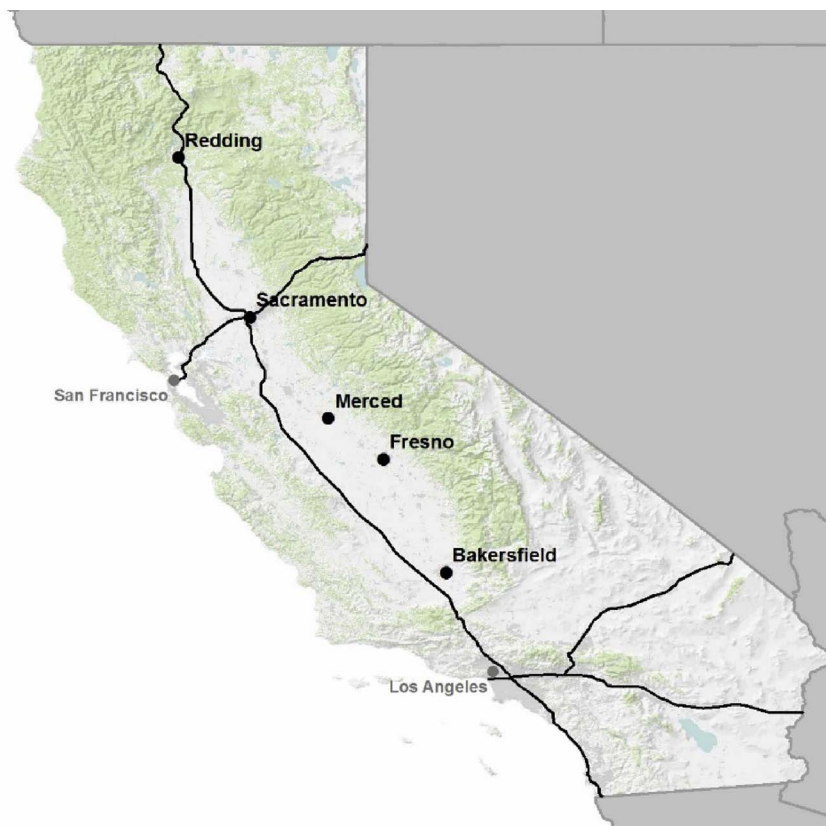 Redding
Sacramento
San Francisco
Merced
Fresno
Bakersfield
Los Angeles